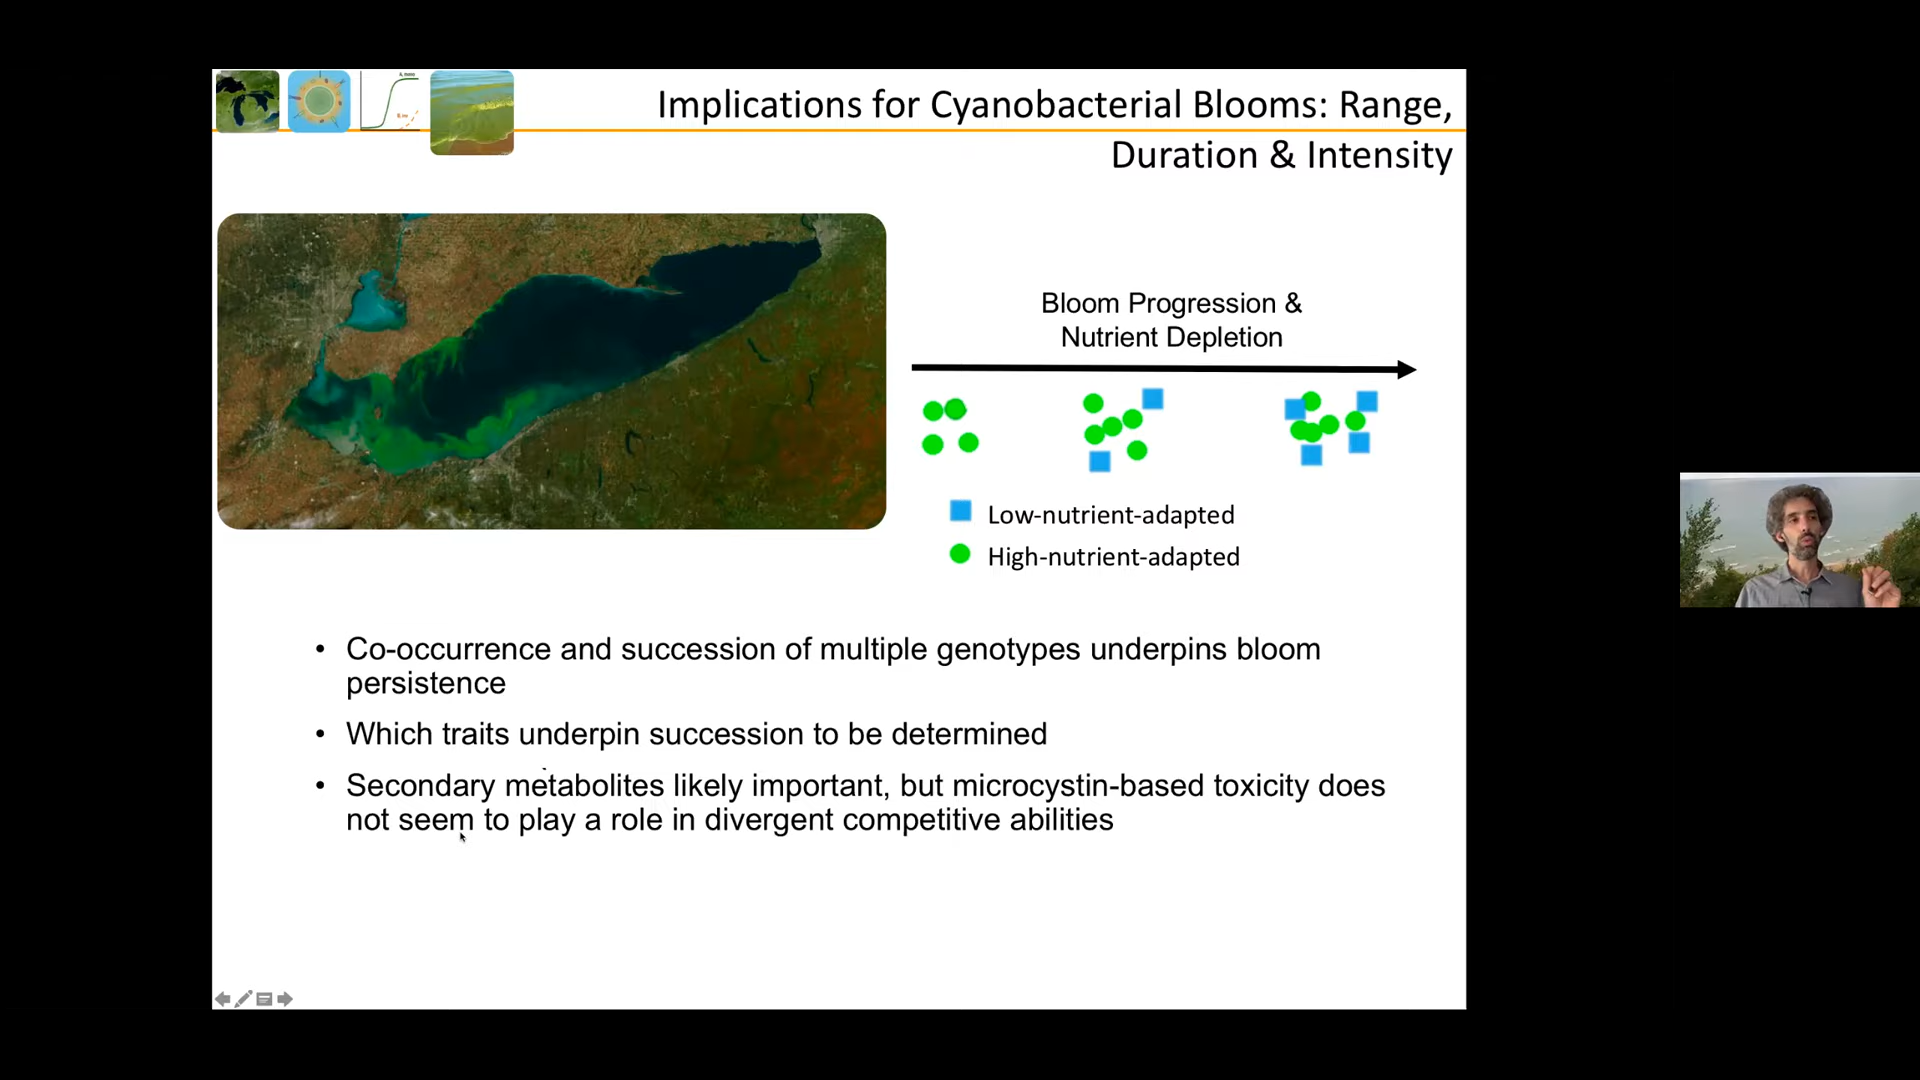 Implications for Cyanobacterial Blooms: Range,
Duration & Intensity
Bloom Progression &
Nutrient Depletion
Low-nutrient-adapted
High-nutrient-adapted
• Co-occurrence and succession of multiple genotypes underpins bloom
persistence
• Which traits underpin succession to be determined
• Secondary metabolites likely important, but microcystin-based toxicity does
not seem to play a role in divergent competitive abilities